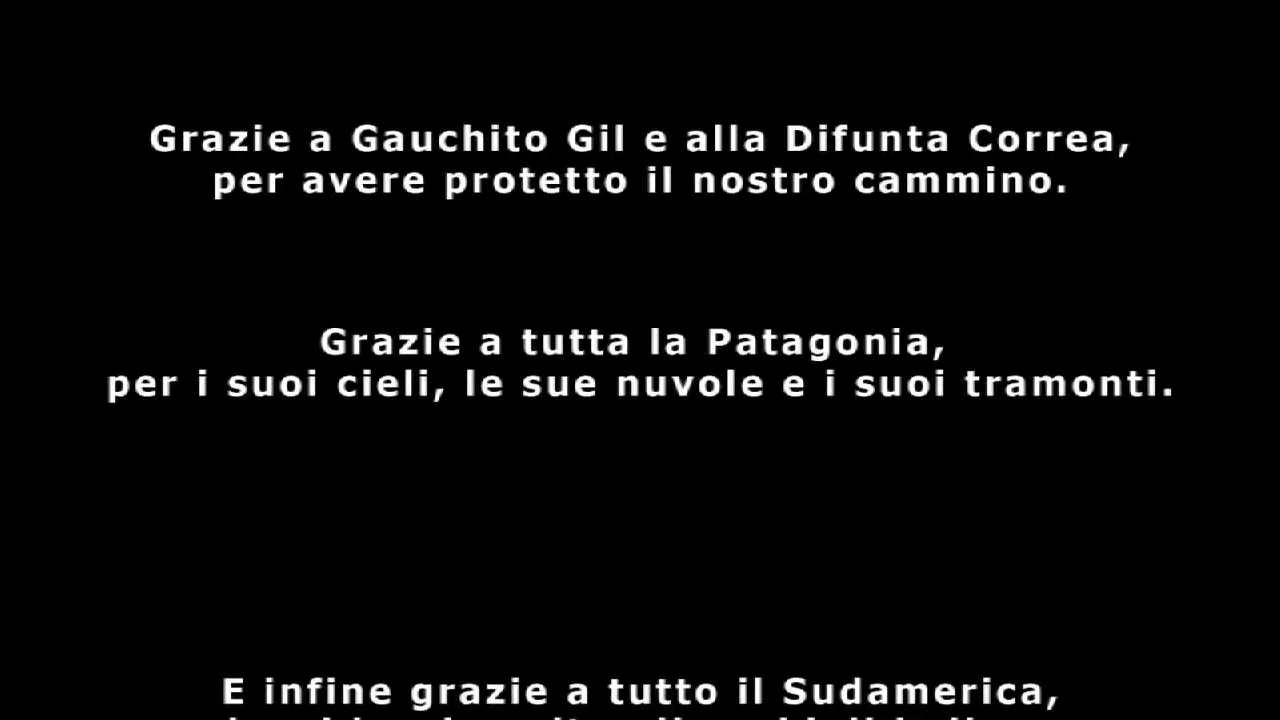 Grazie a Gauchito Gil e alla Difunta Correa,
per avere protetto il nostro cammino.
Grazie a tutta la Patagonia,
per i suoi cieli, le sue nuvole e i suoi tramonti.
E infine grazie a tutto il Sudamerica,